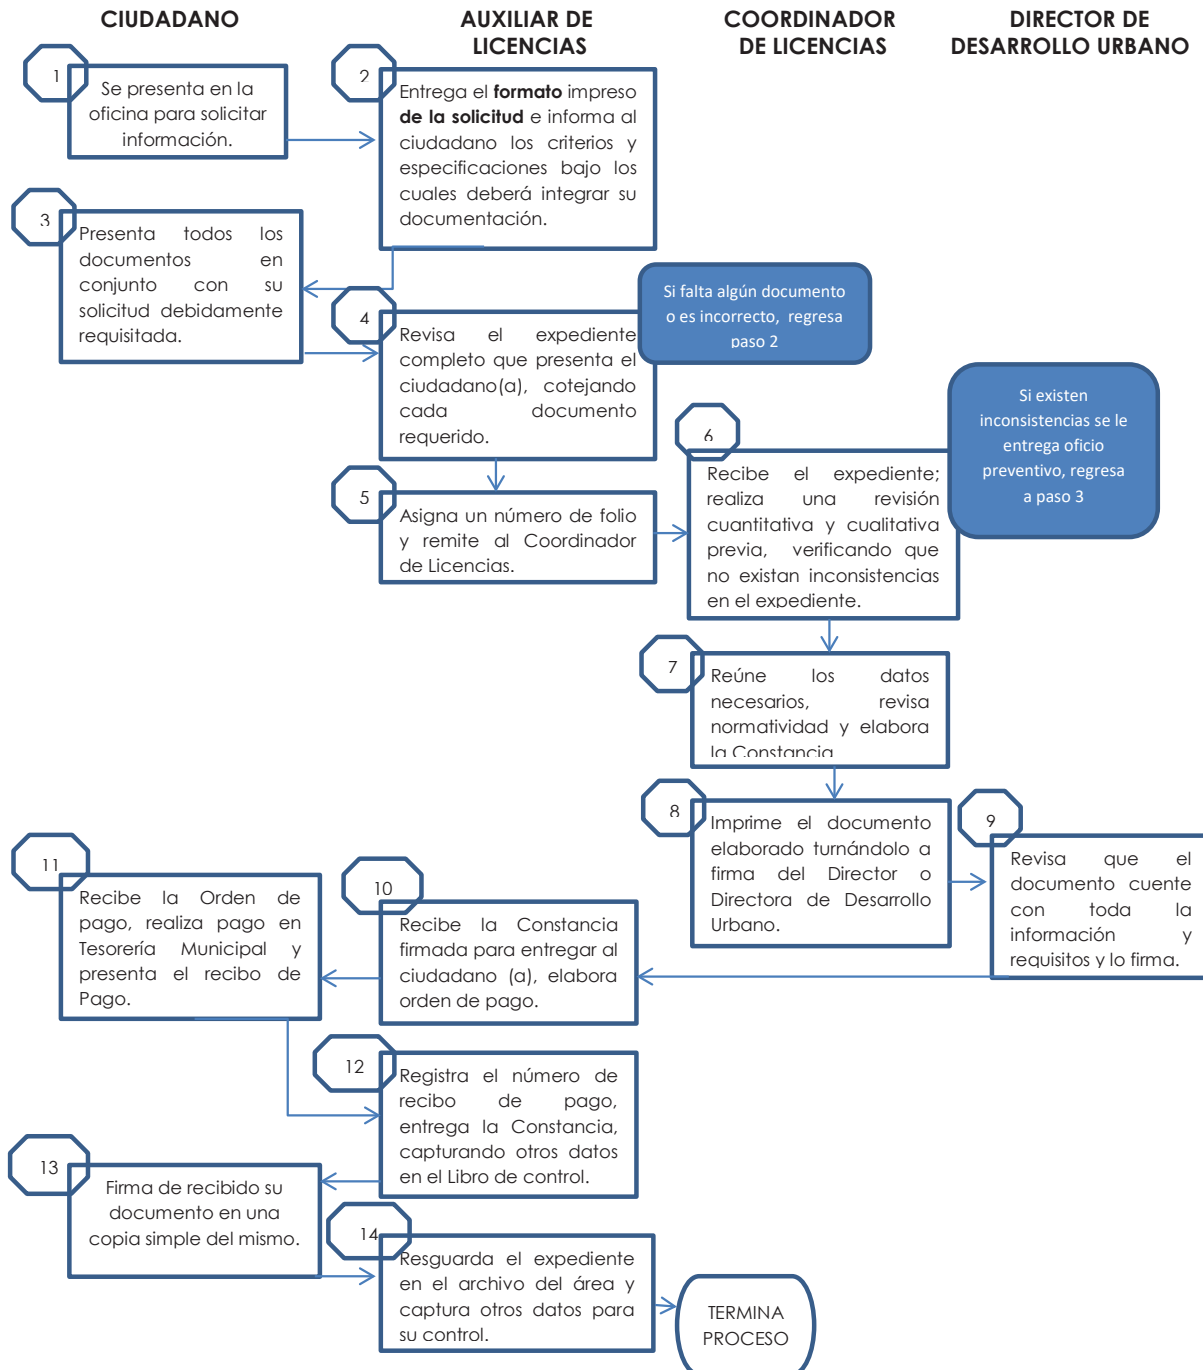 CIUDADANO
AUXILIAR DE
LICENCIAS
COORDINADOR
DE LICENCIAS
DIRECTOR DE
DESARROLLO URBANO
1
Se presenta en la
oficina para solicitar
información.
2
Entrega el formato impreso
de la solicitud e informa al
ciudadano los criterios y
especificaciones bajo los
cuales deberá integrar su
documentación.
3
Presenta todos los
documentos en
conjunto con su
solicitud debidamente
requisitada.
4
Revisa el expediente
completo que presenta el
ciudadano(a), cotejando
cada documento
requerido.
Si falta algún documento
o es incorrecto, regresa
paso 2
5
Asigna un número de folio
y remite al Coordinador
de Licencias.
6
Recibe el expediente;
realiza una revisión
cuantitativa y cualitativa
previa, verificando que
no existan inconsistencias
en el expediente.
Si existen
inconsistencias se le
entrega oficio
preventivo, regresa
a paso 3
7
Reúne los datos
necesarios, revisa
normatividad y elabora
la Constancia
8
Imprime el documento
elaborado turnándolo a
firma del Director o
Directora de Desarrollo
Urbano.
9
Revisa que el
documento cuente
con toda la
información y
requisitos y lo firma.
10
Recibe la Constancia
firmada para entregar al
ciudadano (a), elabora
orden de pago.
11
Recibe la Orden de
pago, realiza pago en
Tesorería Municipal y
presenta el recibo de
Pago.
12
Registra el número de
recibo de pago,
entrega la Constancia,
capturando otros datos
en el Libro de control.
13
Firma de recibido su
documento en una
copia simple del mismo.
14
Resguarda el expediente
en el archivo del área y
captura otros datos para
su control.
TERMINA
PROCESO